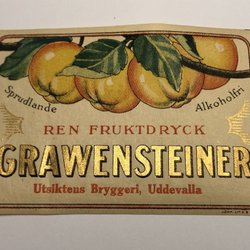 Sprudlande Alkoholfri
REN FRUKTDRYCK
GRAWENSTEINER
Utsiktens Bryggeri, Uddevalla